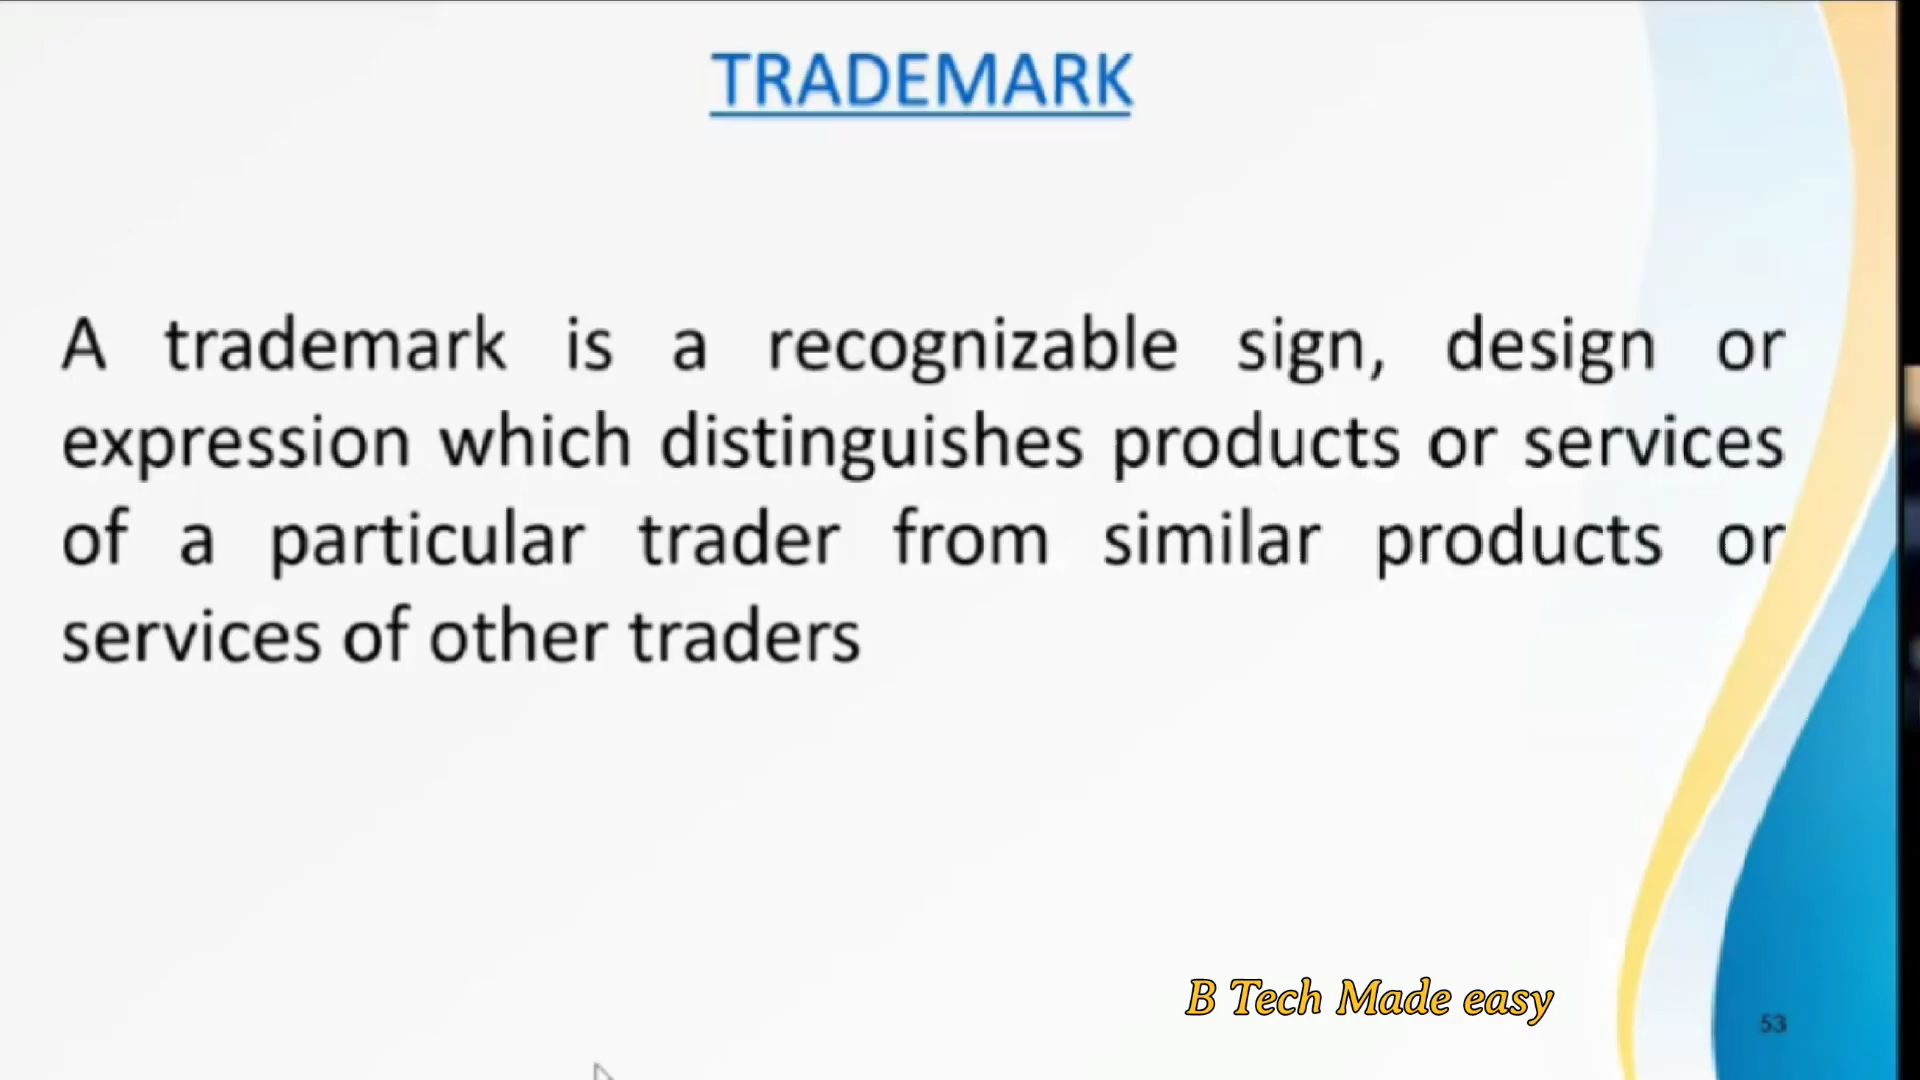 TRADEMARK
A trademark is a recognizable sign, design or
expression which distinguishes products or services
of a particular trader from similar products or
services of other traders
B Tech Made easy
53